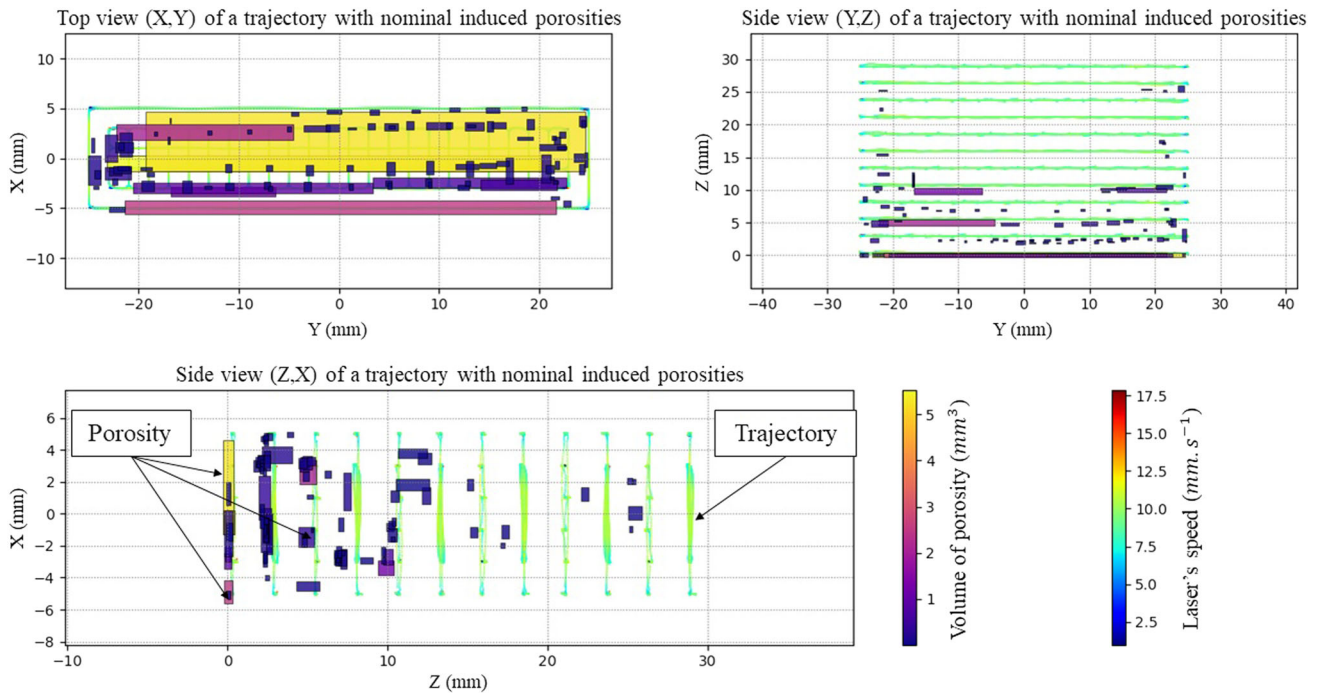 Top view (X,Y) of a trajectory with nominal induced porosities
10
5
0
−5
−10
X (mm)
−20 −10 0 10 20
Y (mm)
Side view (Y,Z) of a trajectory with nominal induced porosities
30
25
20
15
10
5
0
Z (mm)
−40 −30 −20 −10 0 10 20 30 40
Y (mm)
Side view (Z,X) of a trajectory with nominal induced porosities
6
4
2
0
−2
−4
−6
−8
X (mm)
Porosity
Trajectory
−10 0 10 20 30
Z (mm)
5
4
3
2
1
Volume of porosity (mm³)
17.5
15.0
12.5
10.0
7.5
5.0
2.5
Laser's speed (mm.s⁻¹)